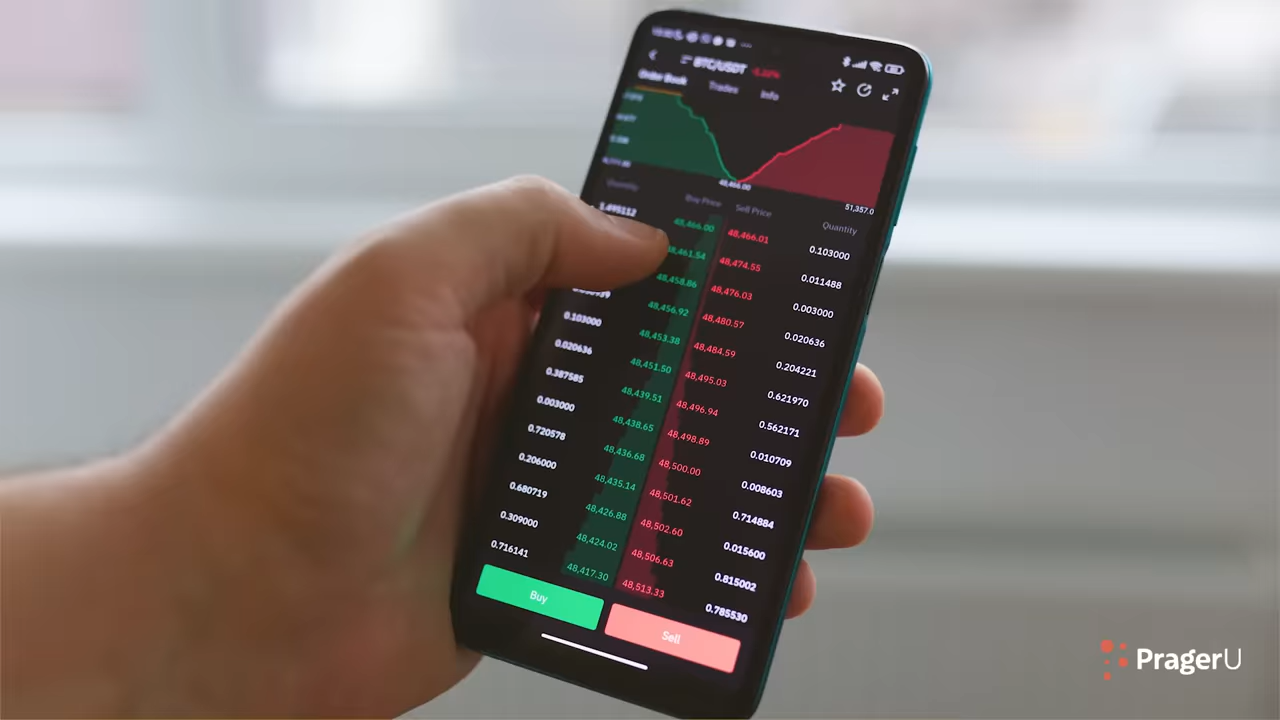 BTC/USDT
Order Book Trades Info
48,466.00
51,357.0
Quantity Buy Price Sell Price Quantity
48,466.00 48,466.01 0.103000
48,474.55 0.011488
48,458.86 48,476.03 0.003000
0.103000 48,456.92 48,480.57 0.020636
0.020636 48,453.38 48,484.59 0.204221
0.387585 48,451.50 48,495.03 0.621970
0.003000 48,439.51 48,496.94 0.562171
0.720578 48,438.65 48,498.89 0.010709
0.206000 48,436.68 48,500.00 0.008603
0.680719 48,435.14 48,501.62 0.714884
0.309000 48,426.88 48,502.60 0.015600
0.716141 48,424.02 48,506.63 0.815002
48,417.30 48,513.33 0.785530
Buy Sell
PragerU